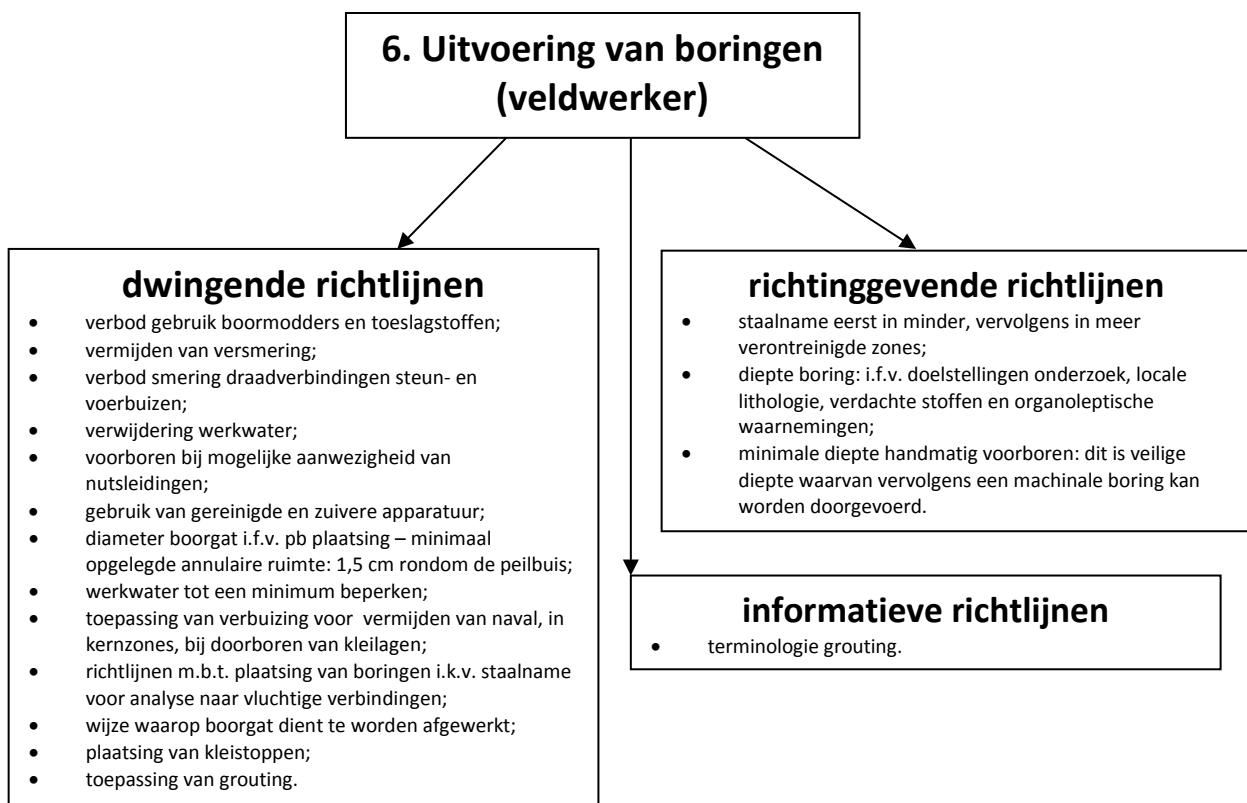 6. Uitvoering van boringen
(veldwerker)
dwingende richtlijnen
• verbod gebruik boormodders en toeslagstoffen;
• vermijden van versmering;
• verbod smering draadverbindingen steun- en
voerbuizen;
• verwijdering werkwater;
• voorboren bij mogelijke aanwezigheid van
nutsleidingen;
• gebruik van gereinigde en zuivere apparatuur;
• diameter boorgat i.f.v. pb plaatsing – minimaal
opgelegde annulaire ruimte: 1,5 cm rondom de peilbuis;
• werkwater tot een minimum beperken;
• toepassing van verbuizing voor vermijden van naval, in
kernzones, bij doorboren van kleilagen;
• richtlijnen m.b.t. plaatsing van boringen i.k.v. staalname
voor analyse naar vluchtige verbindingen;
• wijze waarop boorgat dient te worden afgewerkt;
• plaatsing van kleistoppen;
• toepassing van grouting.
richtinggevende richtlijnen
• staalname eerst in minder, vervolgens in meer
verontreinigde zones;
• diepte boring: i.f.v. doelstellingen onderzoek, locale
lithologie, verdachte stoffen en organoleptische
waarnemingen;
• minimale diepte handmatig voorboren: dit is veilige
diepte waarvan vervolgens een machinale boring kan
worden doorgevoerd.
informatieve richtlijnen
• terminologie grouting.